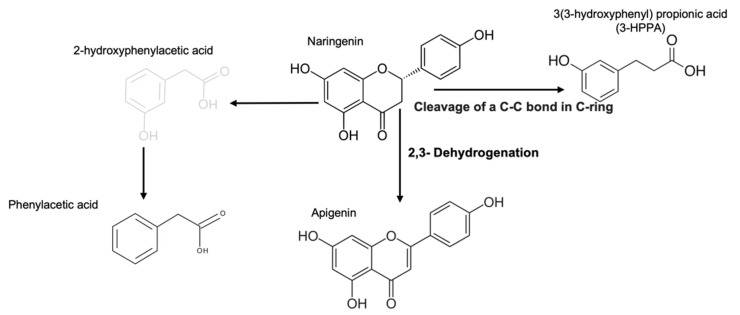 3(3-hydroxyphenyl) propionic acid
(3-HPPA)
2-hydroxyphenylacetic acid
Naringenin
OH
HO
O
OH
O
HO
O
OH
O
OH
OH
OH
O
Cleavage of a C-C bond in C-ring
2,3- Dehydrogenation
Phenylacetic acid
O
OH
Apigenin
OH
HO
O
OH
O